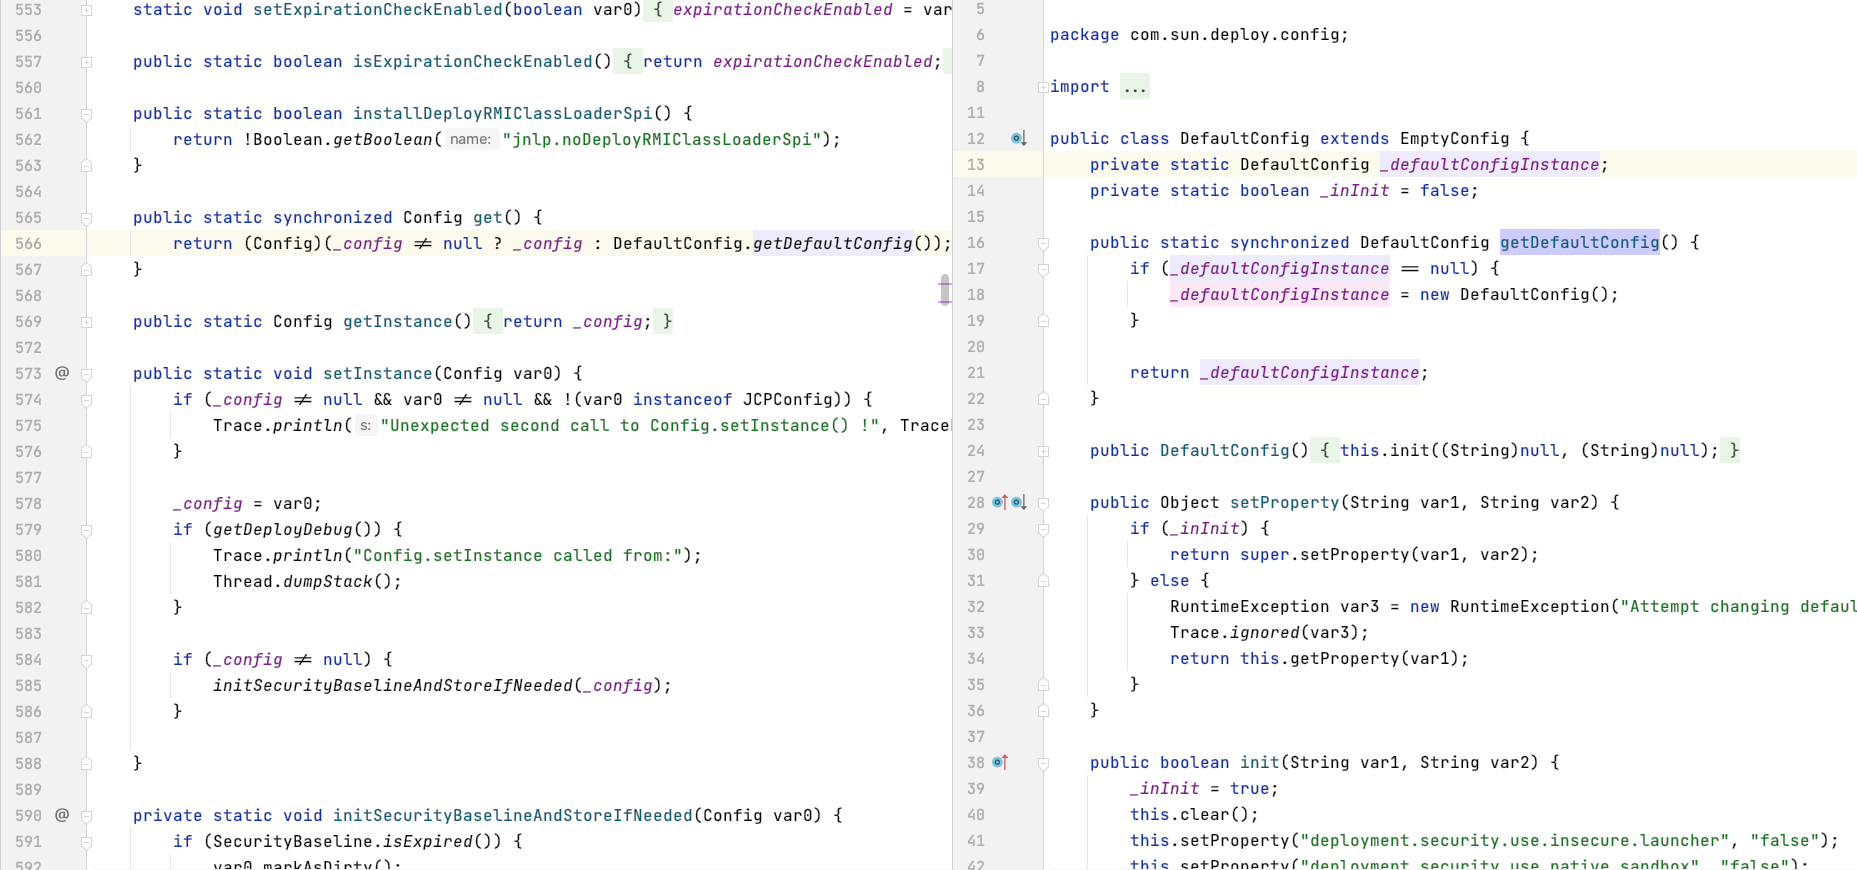 553 static void setExpirationCheckEnabled(boolean var0) { expirationCheckEnabled = var
556
557 public static boolean isExpirationCheckEnabled() { return expirationCheckEnabled;
560
561 public static boolean installDeployRMIClassLoaderSpi() {
562 return !Boolean.getBoolean( name: "jnlp.noDeployRMIClassLoaderSpi");
563 }
564
565 public static synchronized Config get() {
566 return (Config)(_config ≠ null ? _config : DefaultConfig.getDefaultConfig());
567 }
568
569 public static Config getInstance() { return _config; }
572
573 @ public static void setInstance(Config var0) {
574 if (_config ≠ null && var0 ≠ null && !(var0 instanceof JCPConfig)) {
575 Trace.println( s: "Unexpected second call to Config.setInstance() !", Trace
576 }
577
578 _config = var0;
579 if (getDeployDebug()) {
580 Trace.println("Config.setInstance called from:");
581 Thread.dumpStack();
582 }
583
584 if (_config ≠ null) {
585 initSecurityBaselineAndStoreIfNeeded(_config);
586 }
587
588 }
589
590 @ private static void initSecurityBaselineAndStoreIfNeeded(Config var0) {
591 if (SecurityBaseline.isExpired()) {
592 var0.markAsDirty();
5
6 package com.sun.deploy.config;
7
8 import ...
11
12 public class DefaultConfig extends EmptyConfig {
13 private static DefaultConfig _defaultConfigInstance;
14 private static boolean _inInit = false;
15
16 public static synchronized DefaultConfig getDefaultConfig() {
17 if (_defaultConfigInstance == null) {
18 _defaultConfigInstance = new DefaultConfig();
19 }
20
21 return _defaultConfigInstance;
22 }
23
24 public DefaultConfig() { this.init((String)null, (String)null); }
27
28 public Object setProperty(String var1, String var2) {
29 if (_inInit) {
30 return super.setProperty(var1, var2);
31 } else {
32 RuntimeException var3 = new RuntimeException("Attempt changing defaul
33 Trace.ignored(var3);
34 return this.getProperty(var1);
35 }
36 }
37
38 public boolean init(String var1, String var2) {
39 _inInit = true;
40 this.clear();
41 this.setProperty("deployment.security.use.insecure.launcher", "false");
42 this.setProperty("deployment.security.use.native.sandbox", "false");